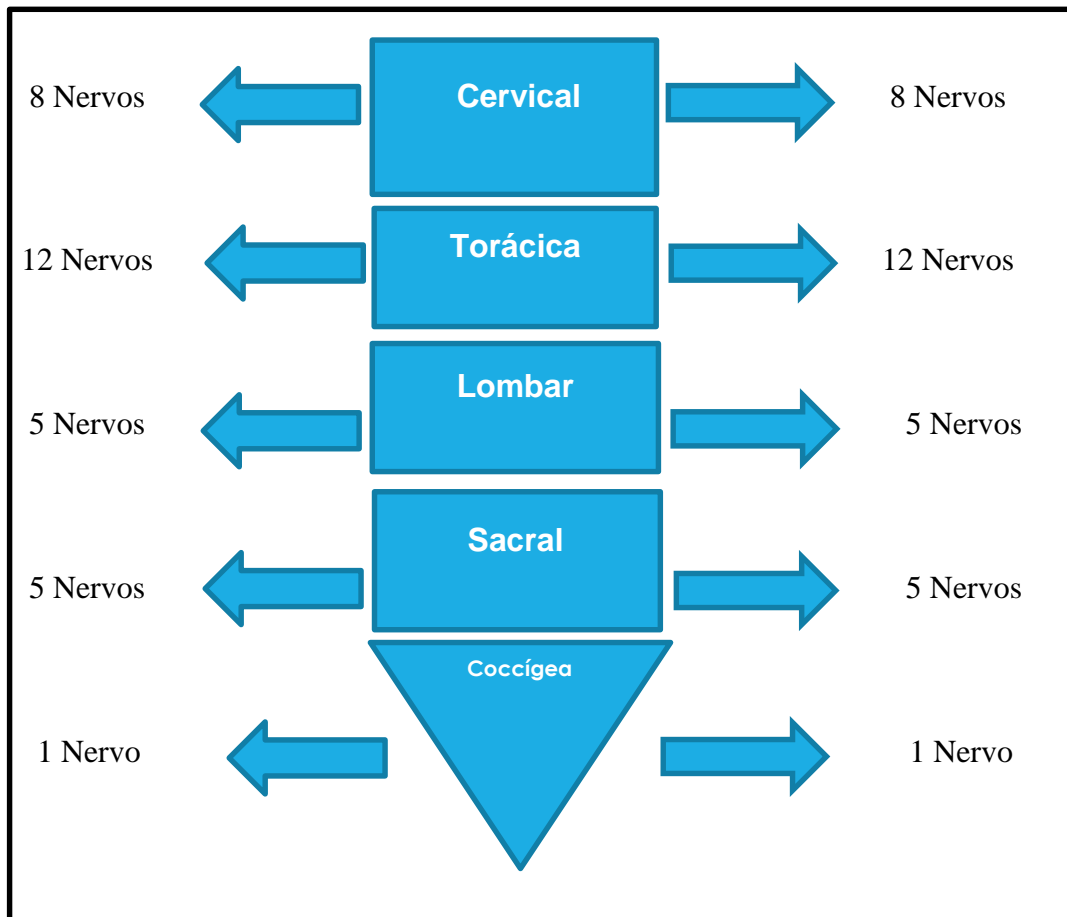 8 Nervos
Cervical
8 Nervos
12 Nervos
Torácica
12 Nervos
5 Nervos
Lombar
5 Nervos
5 Nervos
Sacral
5 Nervos
Coccígea
1 Nervo
1 Nervo